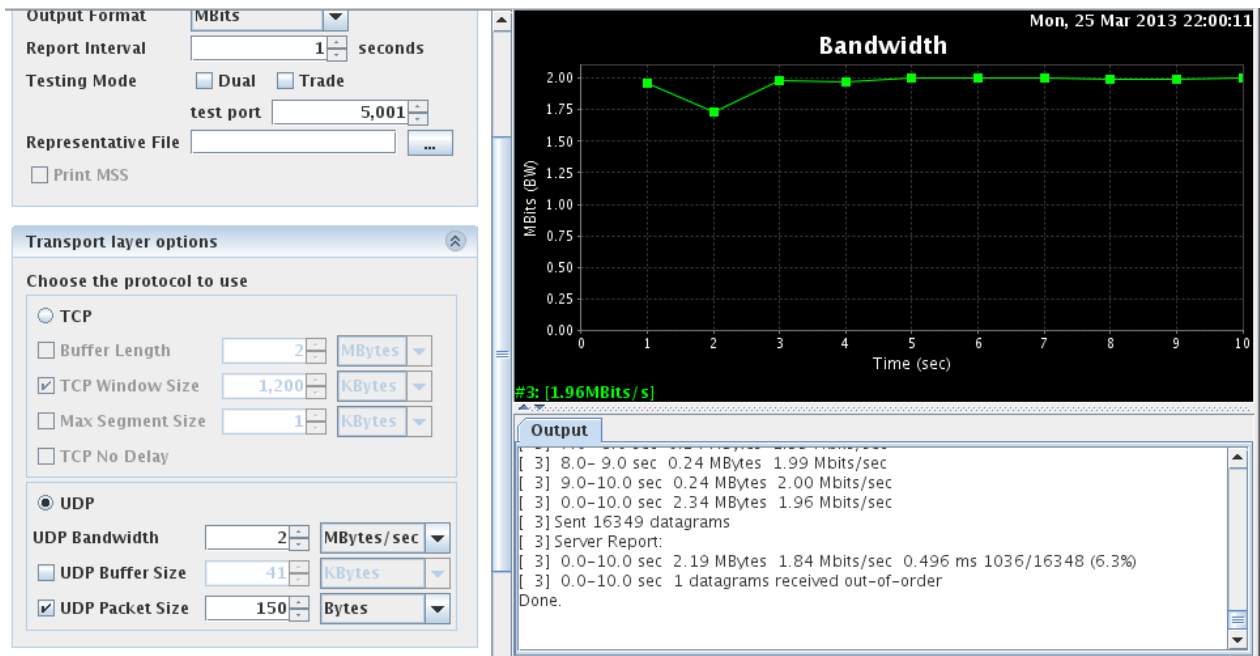 Output Format MBits
Report Interval 1 seconds
Testing Mode Dual Trade
test port 5,001
Representative File ...
Print MSS
Transport layer options
Choose the protocol to use
TCP
Buffer Length 2 MBytes
TCP Window Size 1,200 KBytes
Max Segment Size 1 KBytes
TCP No Delay
UDP
UDP Bandwidth 2 MBytes/sec
UDP Buffer Size 41 KBytes
UDP Packet Size 150 Bytes
Mon, 25 Mar 2013 22:00:11
Bandwidth
MBits (BW)
2.00
1.75
1.50
1.25
1.00
0.75
0.50
0.25
0.00
0 1 2 3 4 5 6 7 8 9 10
Time (sec)
#3: [1.96MBits/s]
Output
[ 3] 8.0- 9.0 sec 0.24 MBytes 1.99 Mbits/sec
[ 3] 9.0-10.0 sec 0.24 MBytes 2.00 Mbits/sec
[ 3] 0.0-10.0 sec 2.34 MBytes 1.96 Mbits/sec
[ 3] Sent 16349 datagrams
[ 3] Server Report:
[ 3] 0.0-10.0 sec 2.19 MBytes 1.84 Mbits/sec 0.496 ms 1036/16348 (6.3%)
[ 3] 0.0-10.0 sec 1 datagrams received out-of-order
Done.